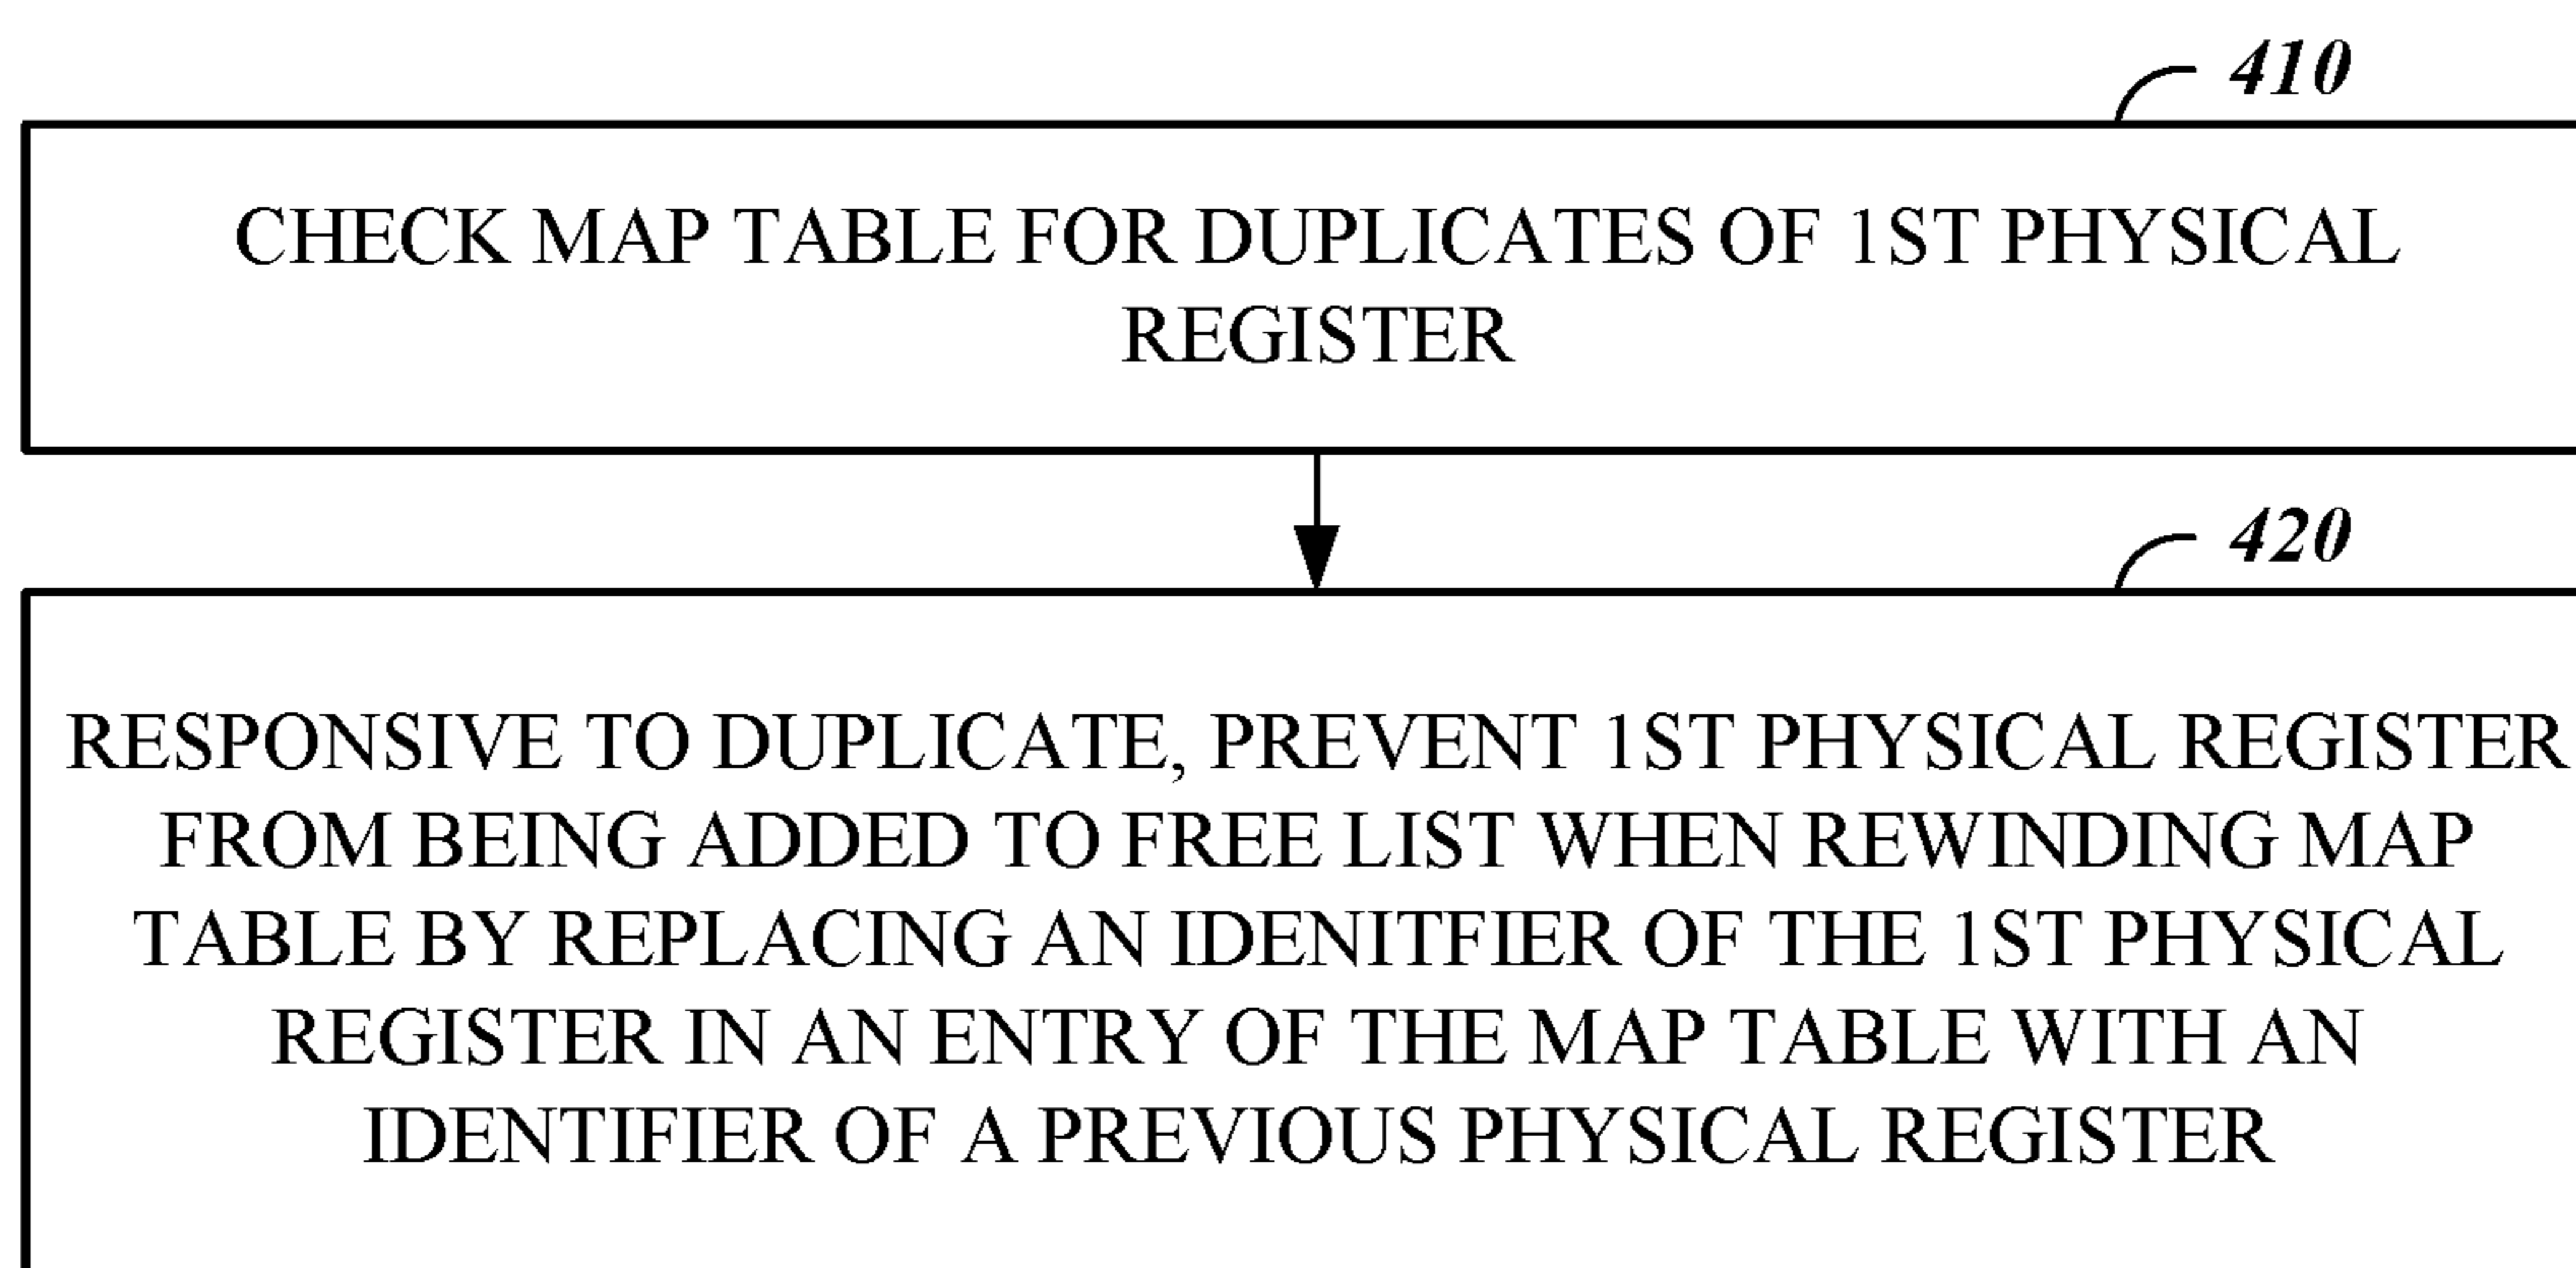 410
CHECK MAP TABLE FOR DUPLICATES OF 1ST PHYSICAL
REGISTER
420
RESPONSIVE TO DUPLICATE, PREVENT 1ST PHYSICAL REGISTER
FROM BEING ADDED TO FREE LIST WHEN REWINDING MAP
TABLE BY REPLACING AN IDENITFIER OF THE 1ST PHYSICAL
REGISTER IN AN ENTRY OF THE MAP TABLE WITH AN
IDENTIFIER OF A PREVIOUS PHYSICAL REGISTER